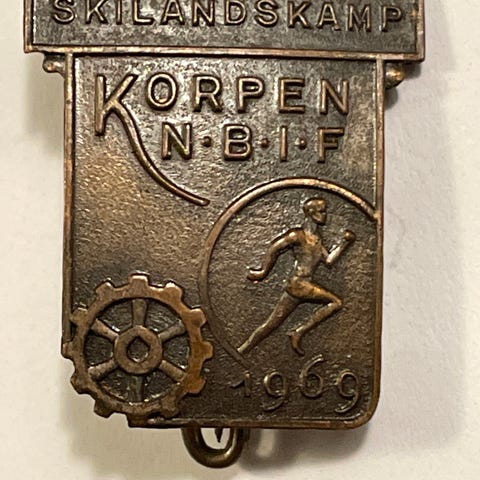 SKILANDSKAMP
KORPEN
N·B·I·F
1969